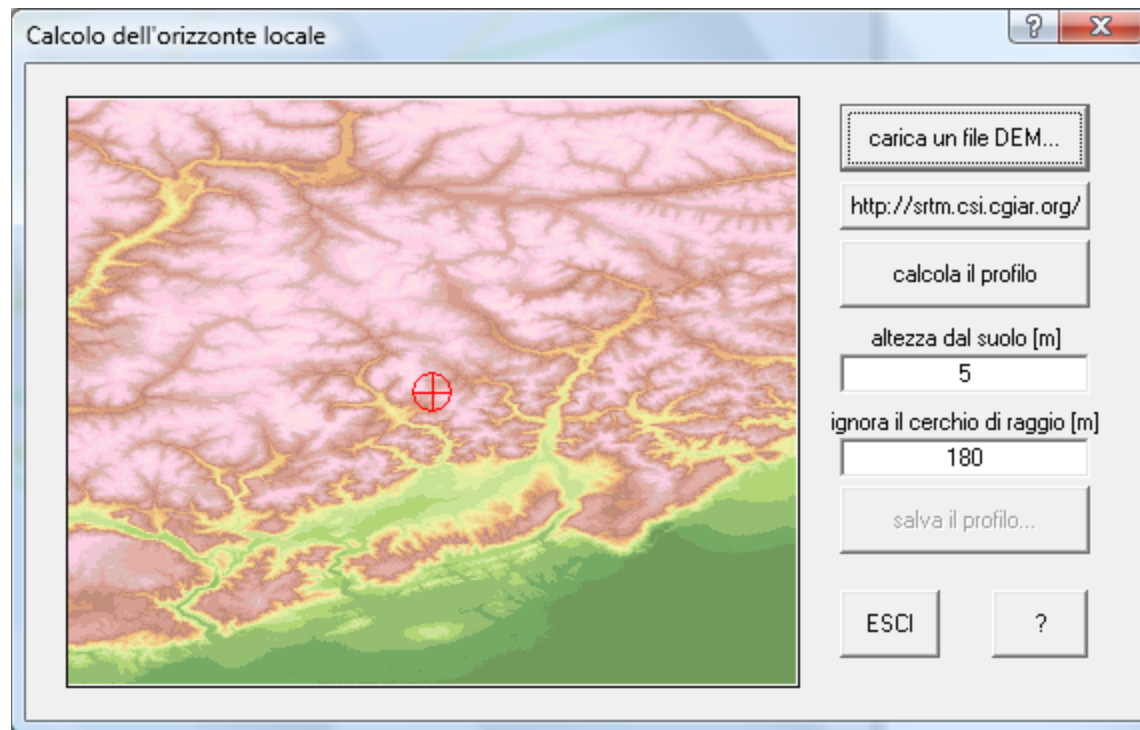 Calcolo dell'orizzonte locale
carica un file DEM...
http://srtm.csi.cgiar.org/
calcola il profilo
altezza dal suolo [m]
5
ignora il cerchio di raggio [m]
180
salva il profilo...
ESCI
?